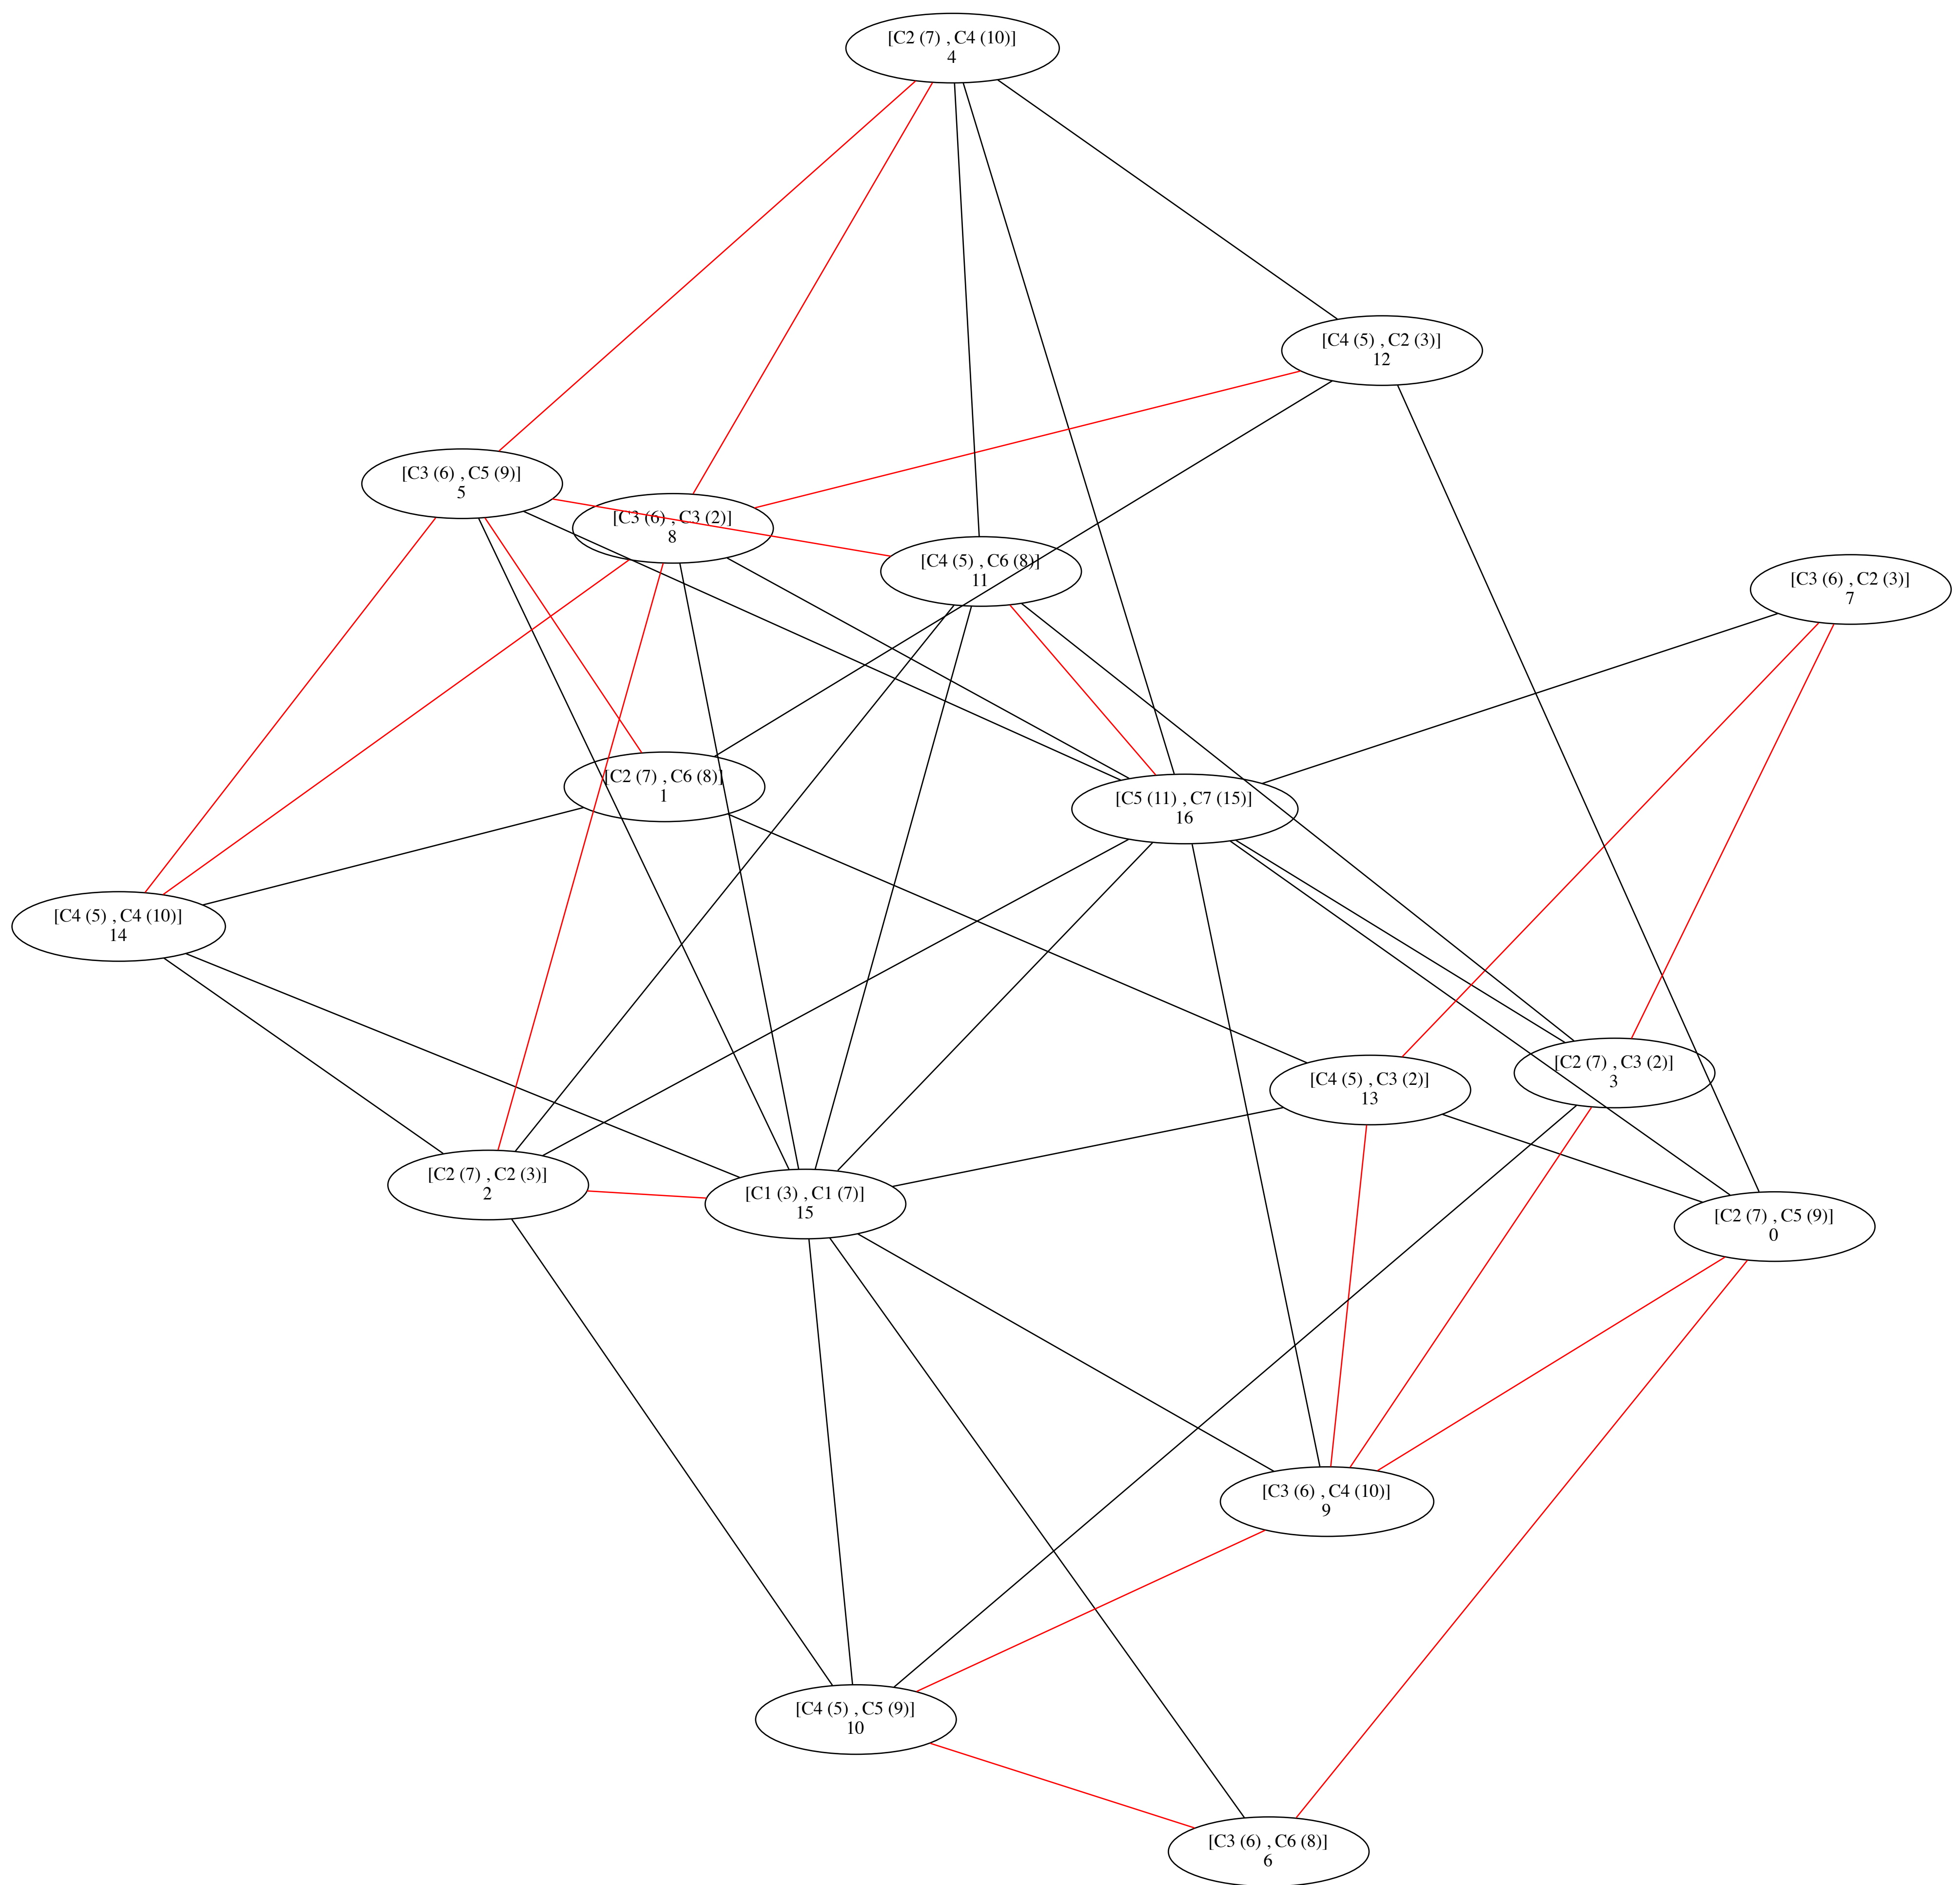 [C2 (7) , C4 (10)]
4
[C4 (5) , C2 (3)]
12
[C3 (6) , C5 (9)]
5
[C3 (6) , C3 (2)]
8
[C4 (5) , C6 (8)]
11
[C3 (6) , C2 (3)]
7
[C2 (7) , C6 (8)]
1
[C5 (11) , C7 (15)]
16
[C4 (5) , C4 (10)]
14
[C2 (7) , C3 (2)]
3
[C4 (5) , C3 (2)]
13
[C2 (7) , C2 (3)]
2
[C1 (3) , C1 (7)]
15
[C2 (7) , C5 (9)]
0
[C3 (6) , C4 (10)]
9
[C4 (5) , C5 (9)]
10
[C3 (6) , C6 (8)]
6